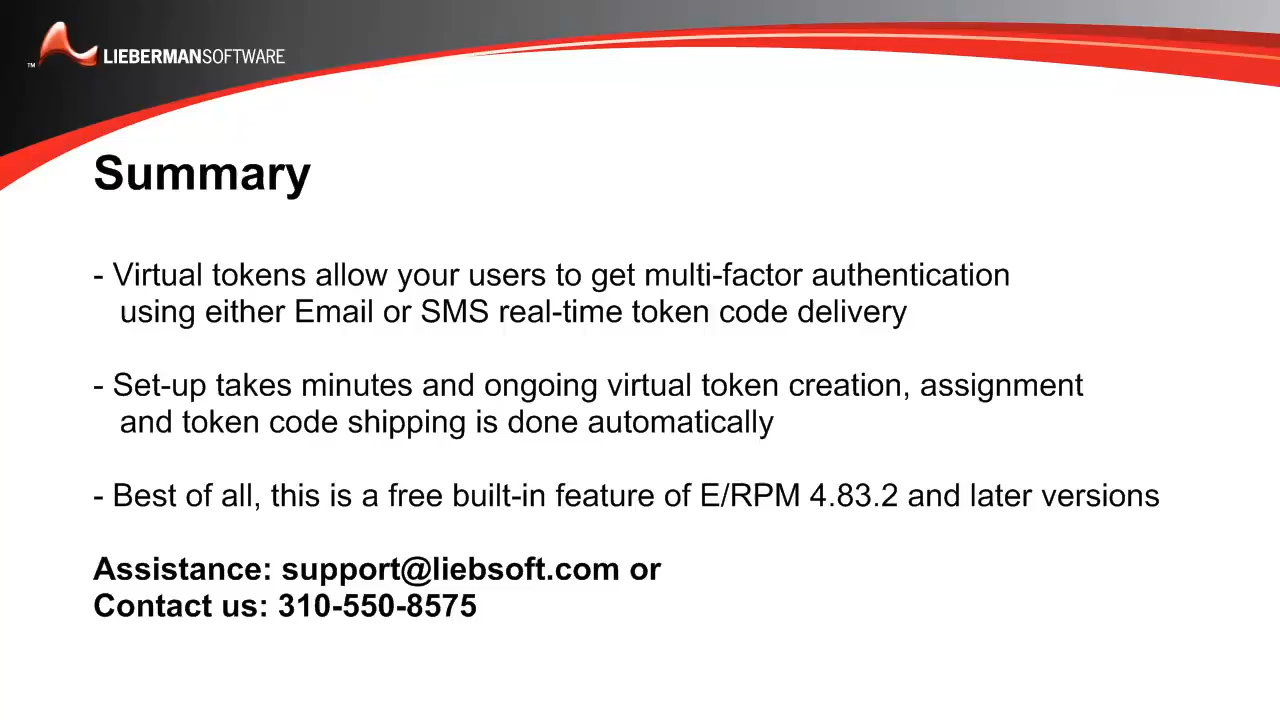 ™ LIEBERMANSOFTWARE
Summary
- Virtual tokens allow your users to get multi-factor authentication
using either Email or SMS real-time token code delivery
- Set-up takes minutes and ongoing virtual token creation, assignment
and token code shipping is done automatically
- Best of all, this is a free built-in feature of E/RPM 4.83.2 and later versions
Assistance: support@liebsoft.com or
Contact us: 310-550-8575